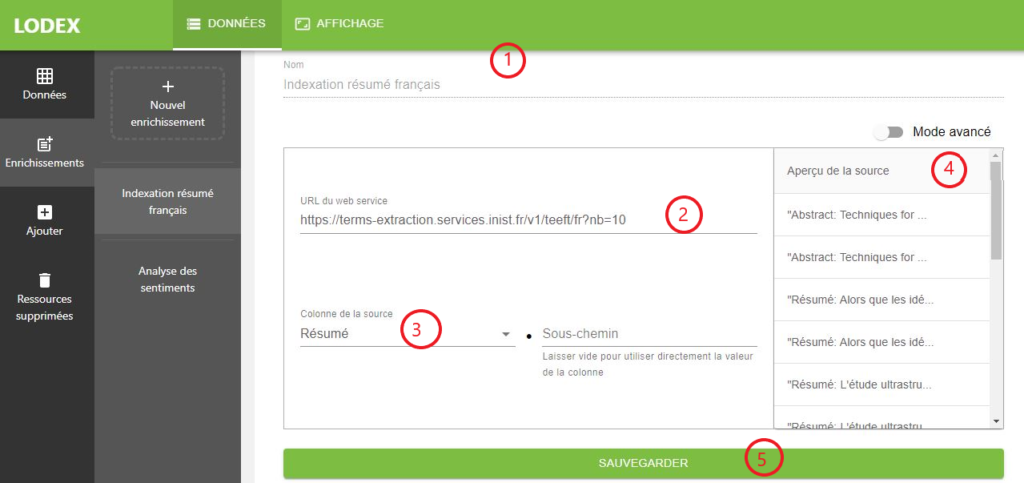 LODEX
DONNÉES
AFFICHAGE
Données
Enrichissements
Ajouter
Ressources
supprimées
Nouvel
enrichissement
Indexation résumé
français
Analyse des
sentiments
Nom
1
Indexation résumé français
Mode avancé
URL du web service
https://terms-extraction.services.inist.fr/v1/teeft/fr?nb=10
2
Colonne de la source
Résumé
3
Sous-chemin
Laisser vide pour utiliser directement la valeur
de la colonne
Aperçu de la source
4
"Abstract: Techniques for ...
"Abstract: Techniques for ...
"Résumé: Alors que les idé...
"Résumé: Alors que les idé...
"Résumé: L'étude ultrastru...
"Résumé: L'étude ultrastru...
SAUVEGARDER
5